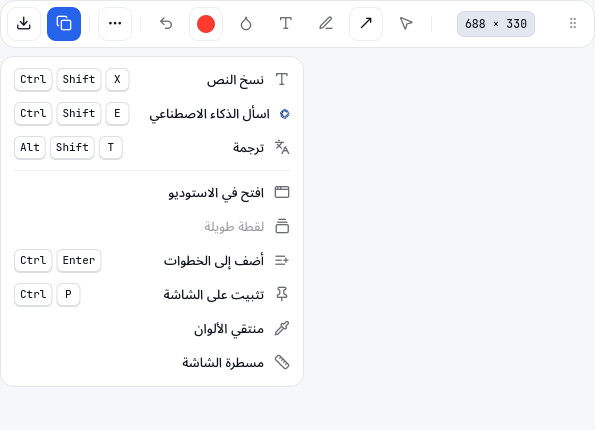 688 × 330
نسخ النص Ctrl Shift X
اسأل الذكاء الاصطناعي Ctrl Shift E
ترجمة Alt Shift T
افتح في الاستوديو
لقطة طويلة
أضف إلى الخطوات Ctrl Enter
تثبيت على الشاشة Ctrl P
منتقي الألوان
مسطرة الشاشة